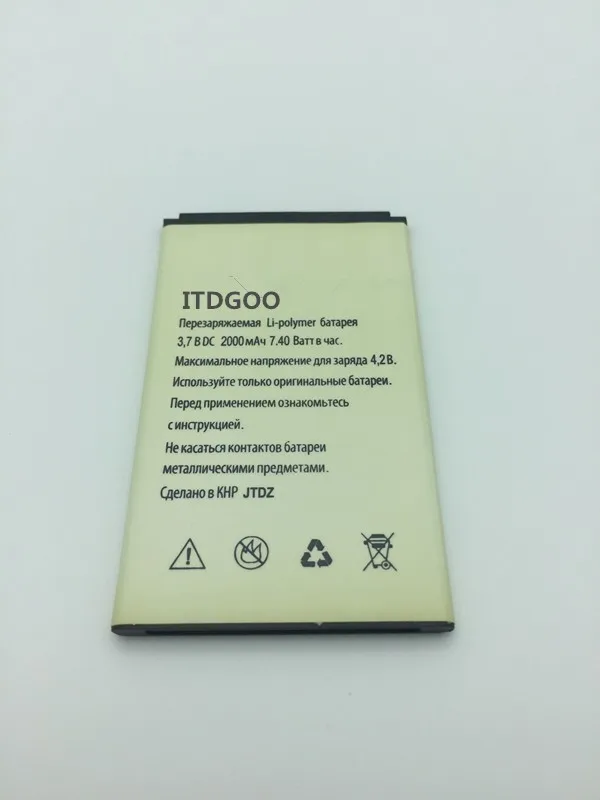 ITDGOO
Перезаряжаемая Li-polymer батарея
3,7 В DC 2000 мАч 7.40 Ватт в час.
Максимальное напряжение для заряда 4,2 В.
Используйте только оригинальные батареи.
Перед применением ознакомьтесь
с инструкцией.
Не касаться контактов батареи
металлическими предметами.
Сделано в КНР JTDZ